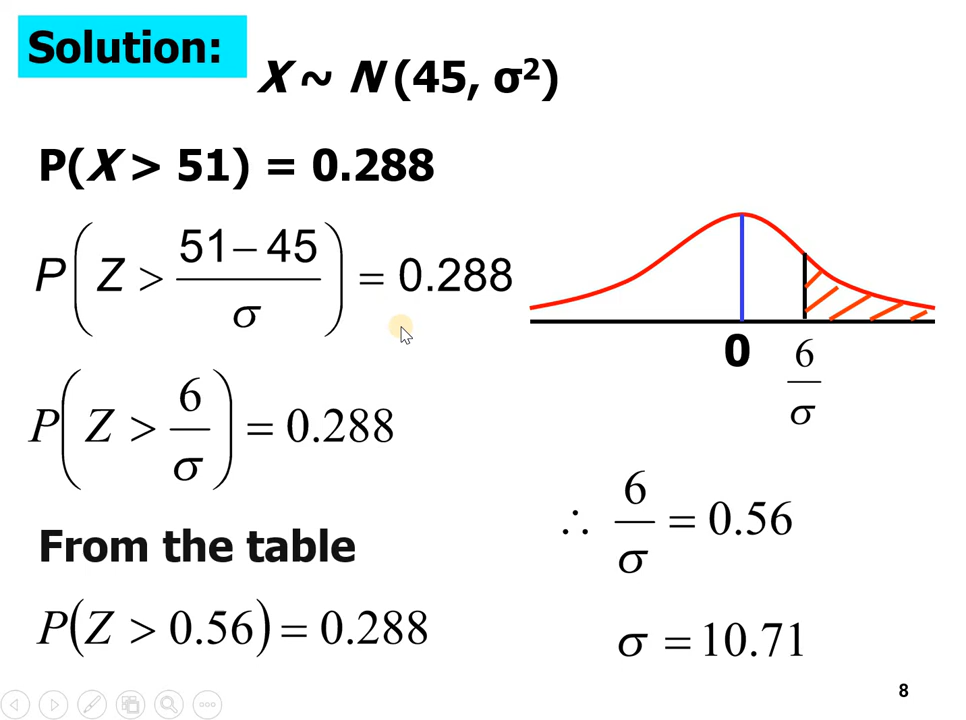 Solution:
X ~ N (45, σ²)
P(X > 51) = 0.288
P( Z > (51 − 45)/σ ) = 0.288
P( Z > 6/σ ) = 0.288
From the table
P(Z > 0.56) = 0.288
0
6/σ
∴ 6/σ = 0.56
σ = 10.71
8